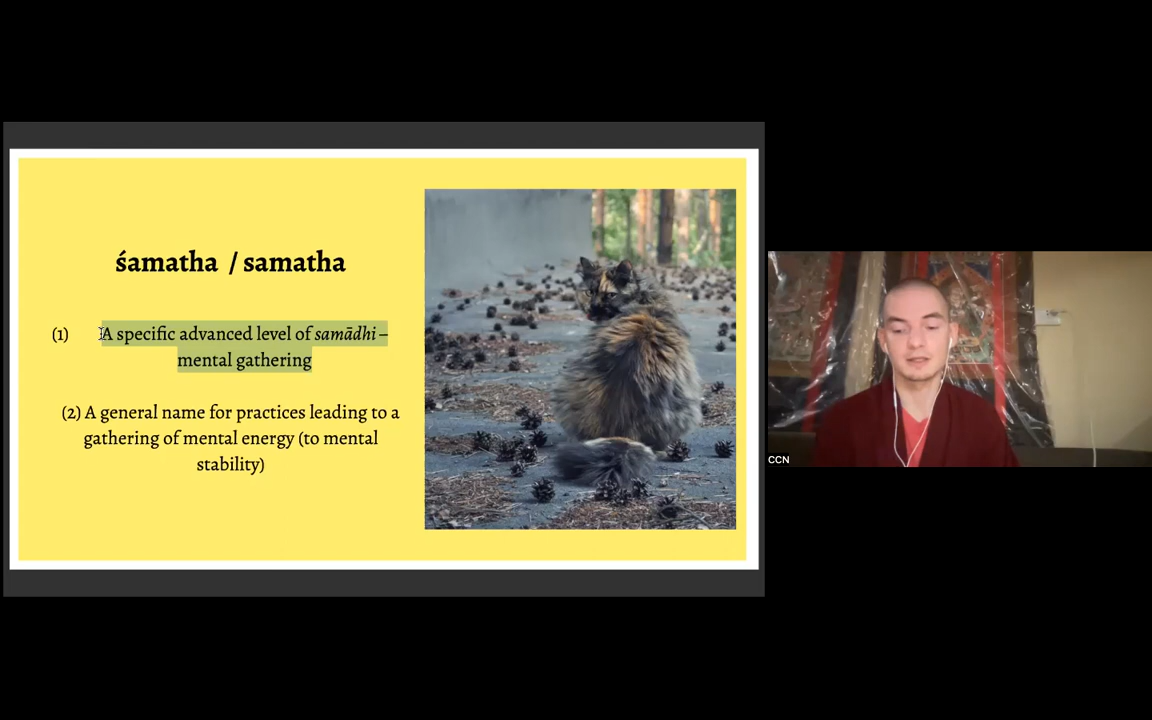 śamatha / samatha
(1) A specific advanced level of samādhi –
mental gathering
(2) A general name for practices leading to a
gathering of mental energy (to mental
stability)
CCN